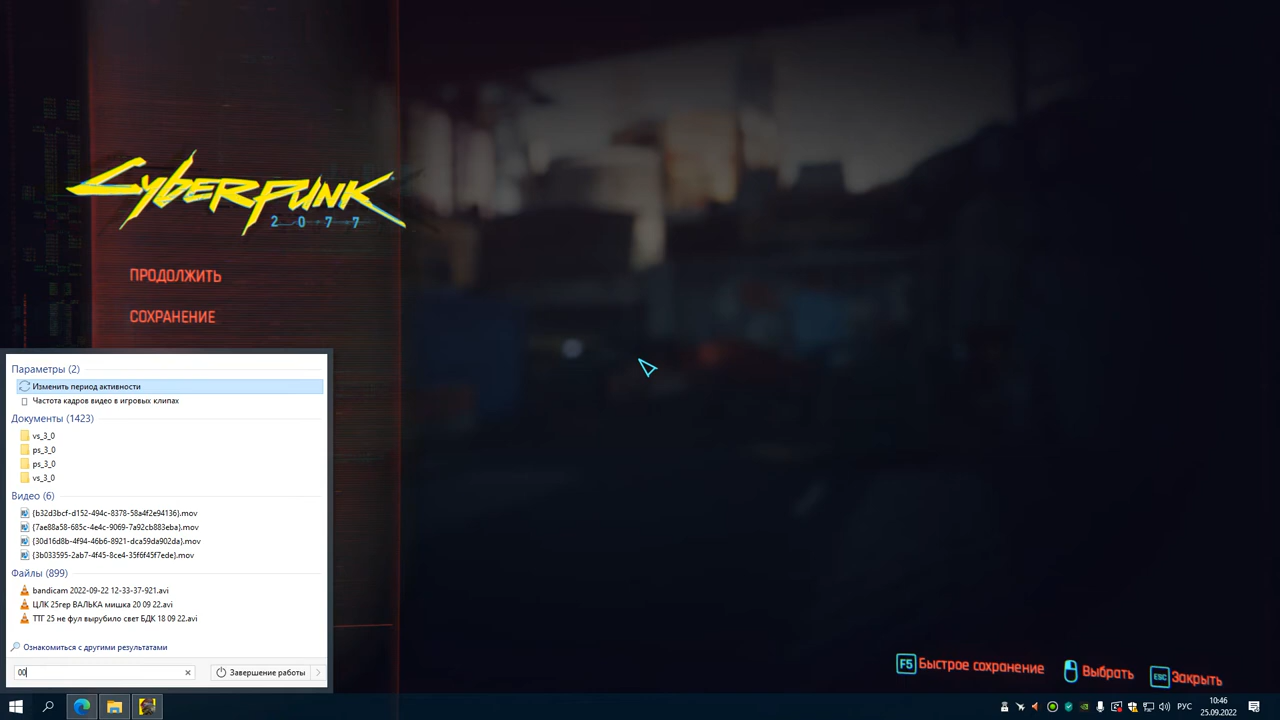 CYBERPUNK
2077
ПРОДОЛЖИТЬ
СОХРАНЕНИЕ
Параметры (2)
Изменить период активности
Частота кадров видео в игровых клипах
Документы (1423)
vs_3_0
ps_3_0
ps_3_0
vs_3_0
Видео (6)
{b32d3bcf-d152-494c-8378-58a4f2e94136}.mov
{7ae88a58-685c-4e4c-9069-7a92cb883eba}.mov
{30d16d8b-4f94-46b6-8921-dca59da902da}.mov
{3b033595-2ab7-4f45-8ce4-35f6f45f7ede}.mov
Файлы (899)
bandicam 2022-09-22 12-33-37-921.avi
ЦЛК 25гер ВАЛЬКА мишка 20 09 22.avi
ТТГ 25 не фул вырубило свет БДК 18 09 22.avi
Ознакомиться с другими результатами
00
Завершение работы
F5 Быстрое сохранение
Выбрать
ESC Закрыть
РУС
10:46
25.09.2022